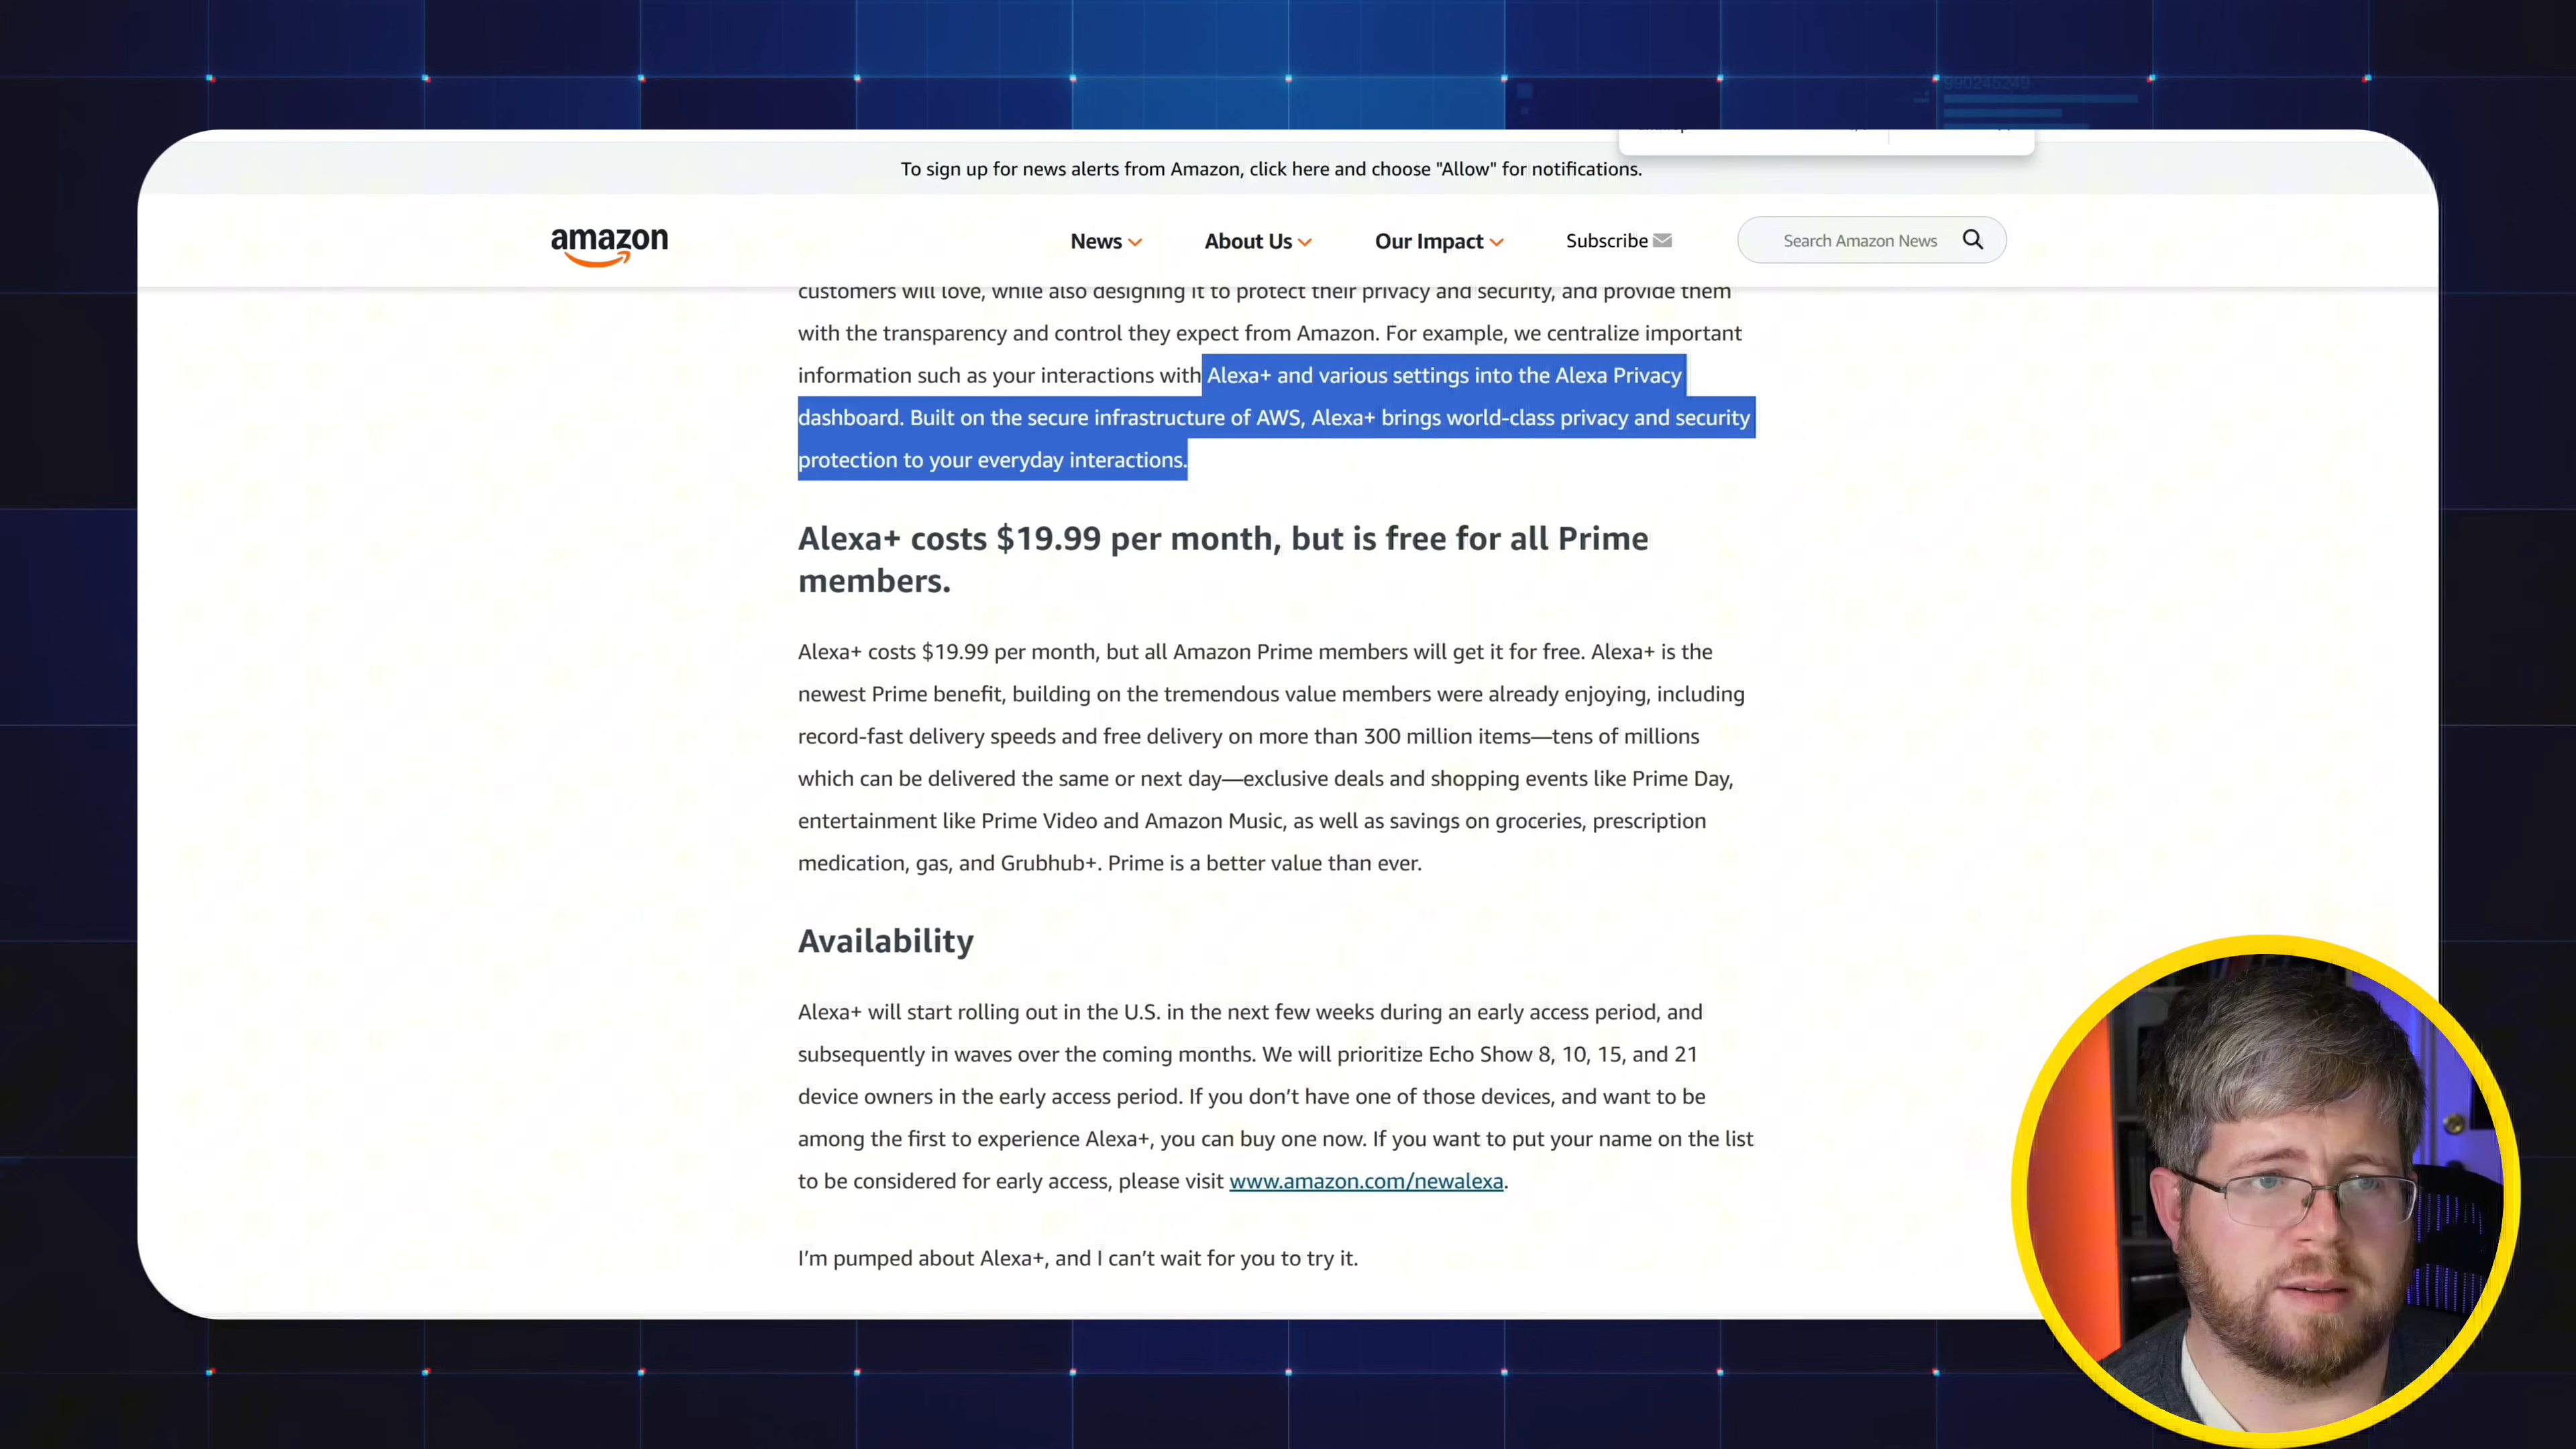 990245249
To sign up for news alerts from Amazon, click here and choose "Allow" for notifications.
amazon
News
About Us
Our Impact
Subscribe
Search Amazon News
customers will love, while also designing it to protect their privacy and security, and provide them
with the transparency and control they expect from Amazon. For example, we centralize important
information such as your interactions with Alexa+ and various settings into the Alexa Privacy
dashboard. Built on the secure infrastructure of AWS, Alexa+ brings world-class privacy and security
protection to your everyday interactions.
Alexa+ costs $19.99 per month, but is free for all Prime
members.
Alexa+ costs $19.99 per month, but all Amazon Prime members will get it for free. Alexa+ is the
newest Prime benefit, building on the tremendous value members were already enjoying, including
record-fast delivery speeds and free delivery on more than 300 million items—tens of millions
which can be delivered the same or next day—exclusive deals and shopping events like Prime Day,
entertainment like Prime Video and Amazon Music, as well as savings on groceries, prescription
medication, gas, and Grubhub+. Prime is a better value than ever.
Availability
Alexa+ will start rolling out in the U.S. in the next few weeks during an early access period, and
subsequently in waves over the coming months. We will prioritize Echo Show 8, 10, 15, and 21
device owners in the early access period. If you don’t have one of those devices, and want to be
among the first to experience Alexa+, you can buy one now. If you want to put your name on the list
to be considered for early access, please visit www.amazon.com/newalexa.
I’m pumped about Alexa+, and I can’t wait for you to try it.